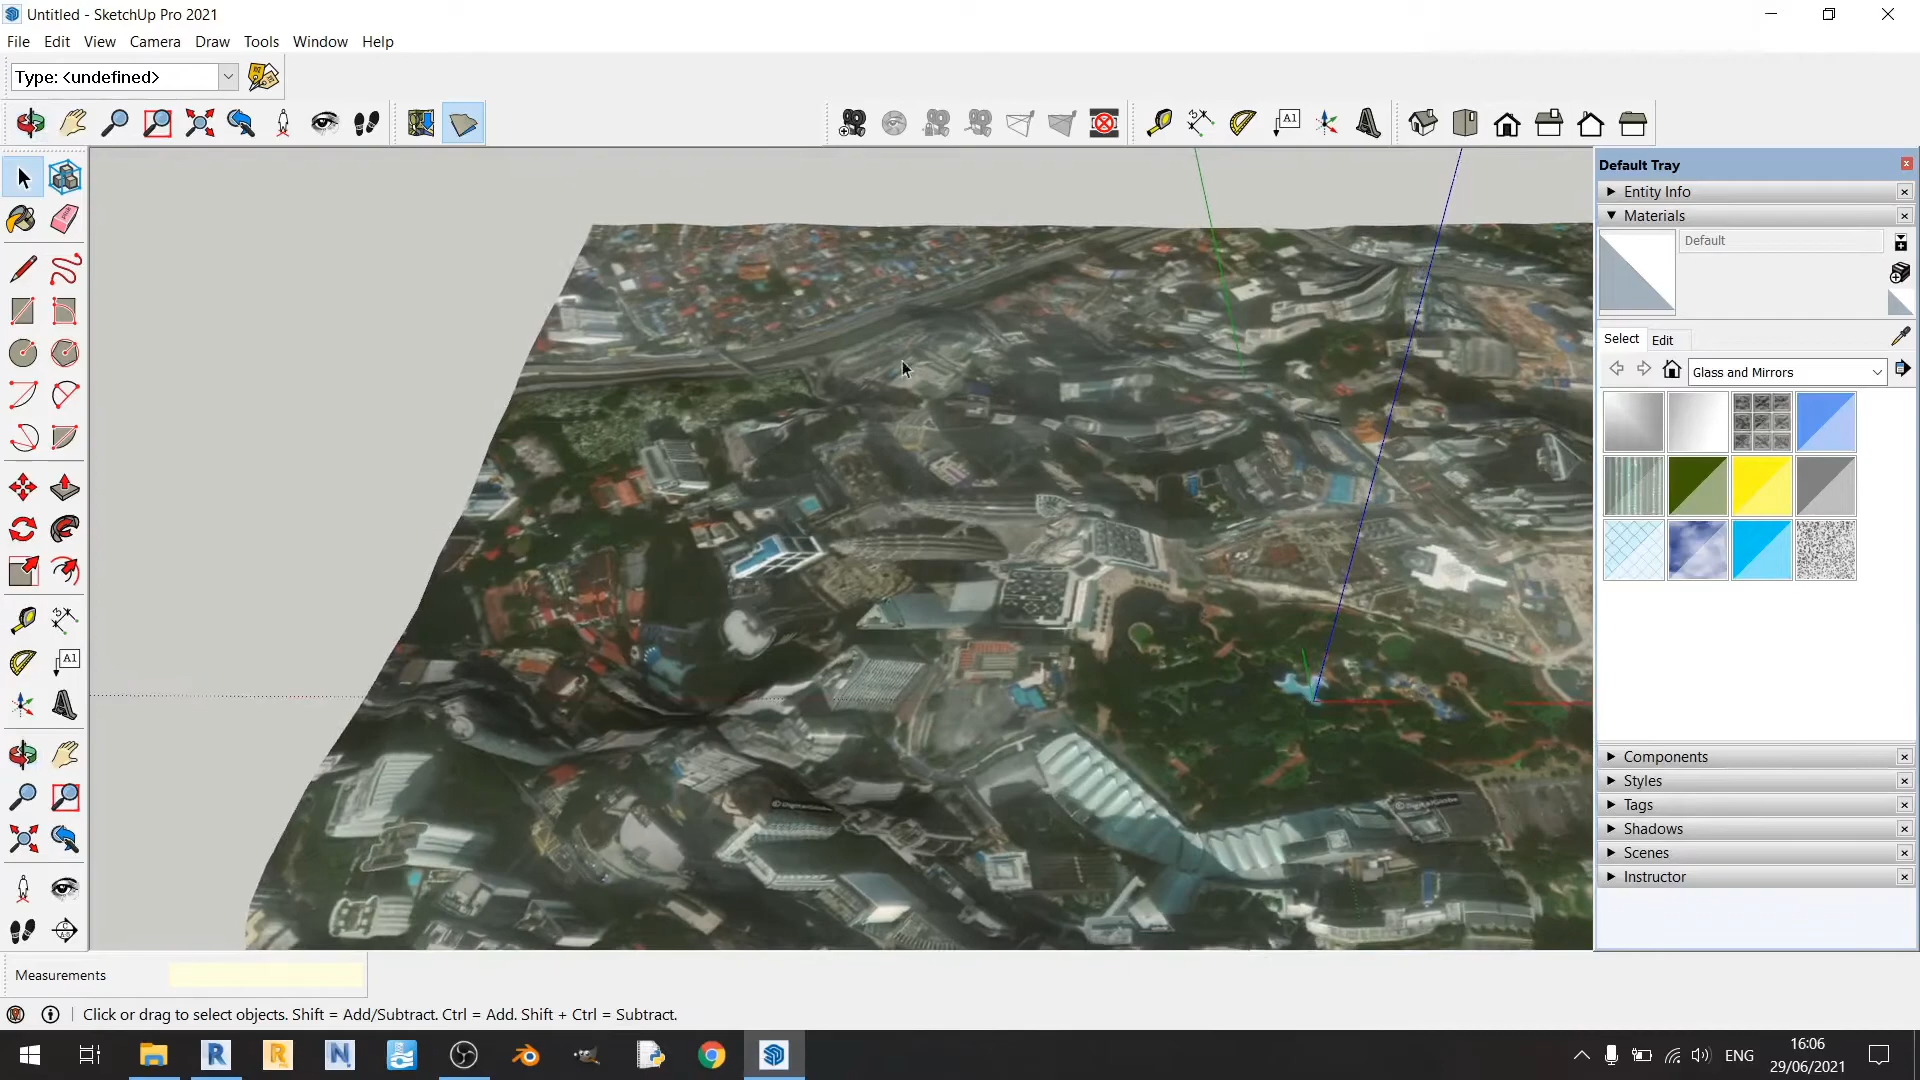 Untitled - SketchUp Pro 2021
File Edit View Camera Draw Tools Window Help
Type: <undefined>
A1
Default Tray
Entity Info
Materials
Default
Select Edit
Glass and Mirrors
A1
Components
Styles
Tags
Shadows
Scenes
Instructor
Measurements
Click or drag to select objects. Shift = Add/Subtract. Ctrl = Add. Shift + Ctrl = Subtract.
ENG
16:06
29/06/2021